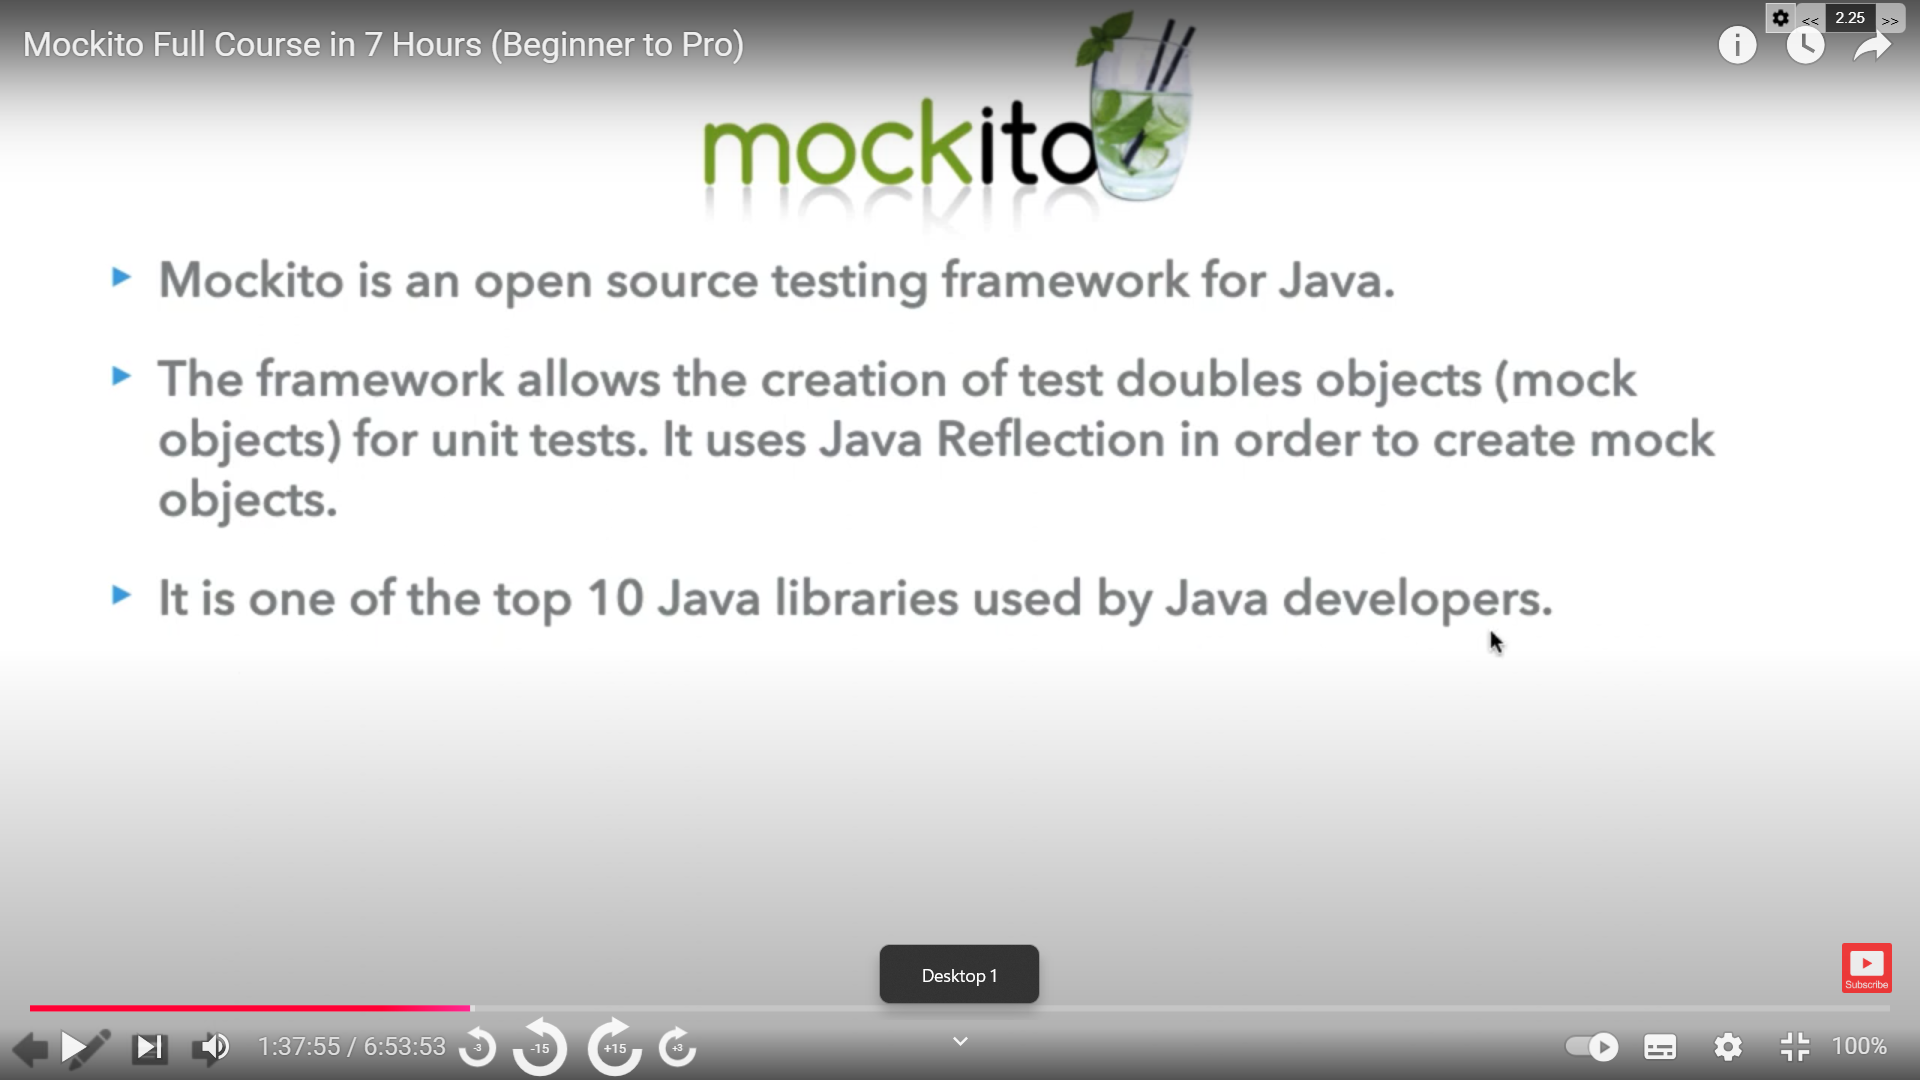 << 2.25 >>
Mockito Full Course in 7 Hours (Beginner to Pro)
mockito
Mockito is an open source testing framework for Java.
The framework allows the creation of test doubles objects (mock
objects) for unit tests. It uses Java Reflection in order to create mock
objects.
It is one of the top 10 Java libraries used by Java developers.
Desktop 1
Subscribe
1:37:55 / 6:53:53 -3 -15 +15 +3 100%